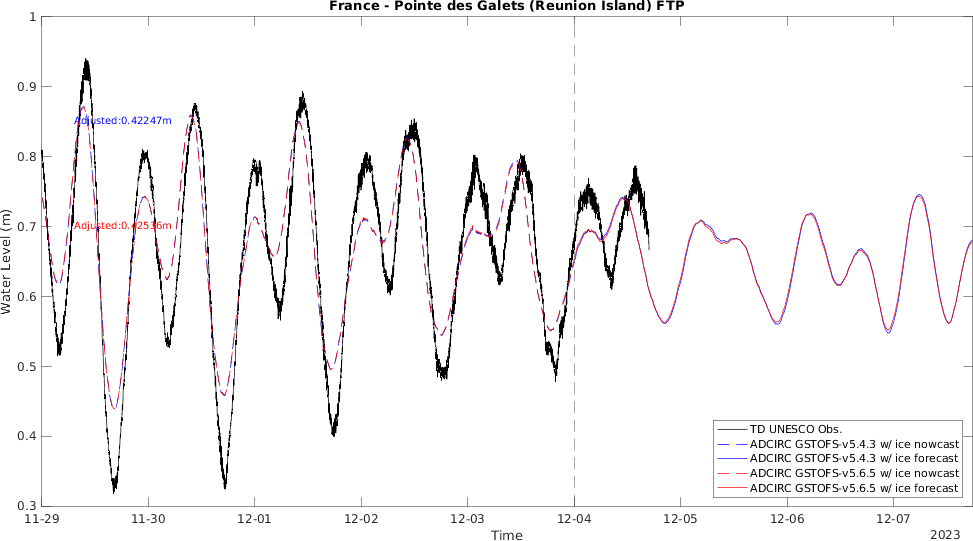 France - Pointe des Galets (Reunion Island) FTP
1
0.9
0.8
0.7
0.6
0.5
0.4
0.3
Water Level (m)
Adjusted:0.42247m
Adjusted:0.42536m
TD UNESCO Obs.
ADCIRC GSTOFS-v5.4.3 w/ ice nowcast
ADCIRC GSTOFS-v5.4.3 w/ ice forecast
ADCIRC GSTOFS-v5.6.5 w/ ice nowcast
ADCIRC GSTOFS-v5.6.5 w/ ice forecast
11-29 11-30 12-01 12-02 12-03 12-04 12-05 12-06 12-07
Time
2023